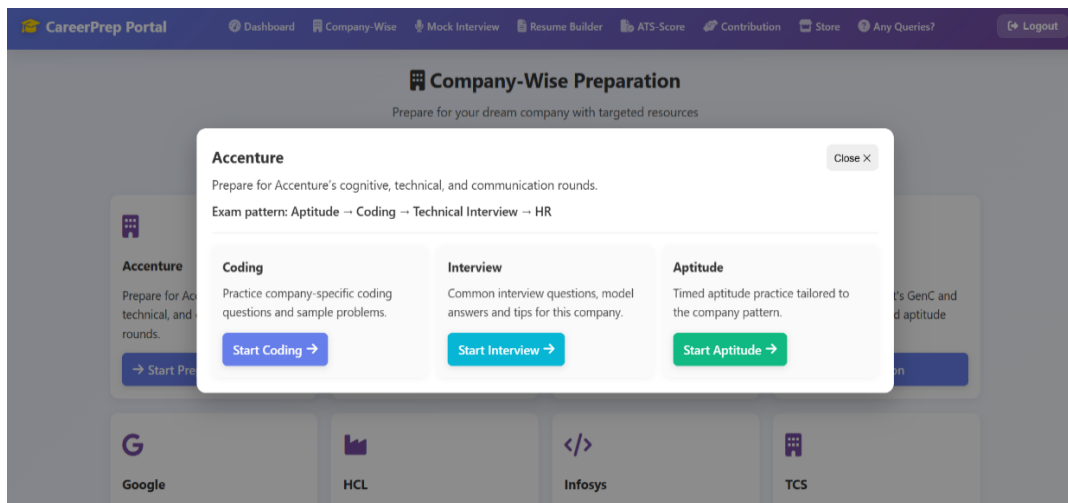 CareerPrep Portal
Dashboard
Company-Wise
Mock Interview
Resume Builder
ATS-Score
Contribution
Store
Any Queries?
Logout
Company-Wise Preparation
Prepare for your dream company with targeted resources
Accenture
Close ×
Prepare for Accenture's cognitive, technical, and communication rounds.
Exam pattern: Aptitude → Coding → Technical Interview → HR
Coding
Practice company-specific coding
questions and sample problems.
Start Coding →
Interview
Common interview questions, model
answers and tips for this company.
Start Interview →
Aptitude
Timed aptitude practice tailored to
the company pattern.
Start Aptitude →
Accenture
Prepare for Ac
technical, and
rounds.
→ Start Pre
's GenC and
d aptitude
on
Google
HCL
Infosys
TCS